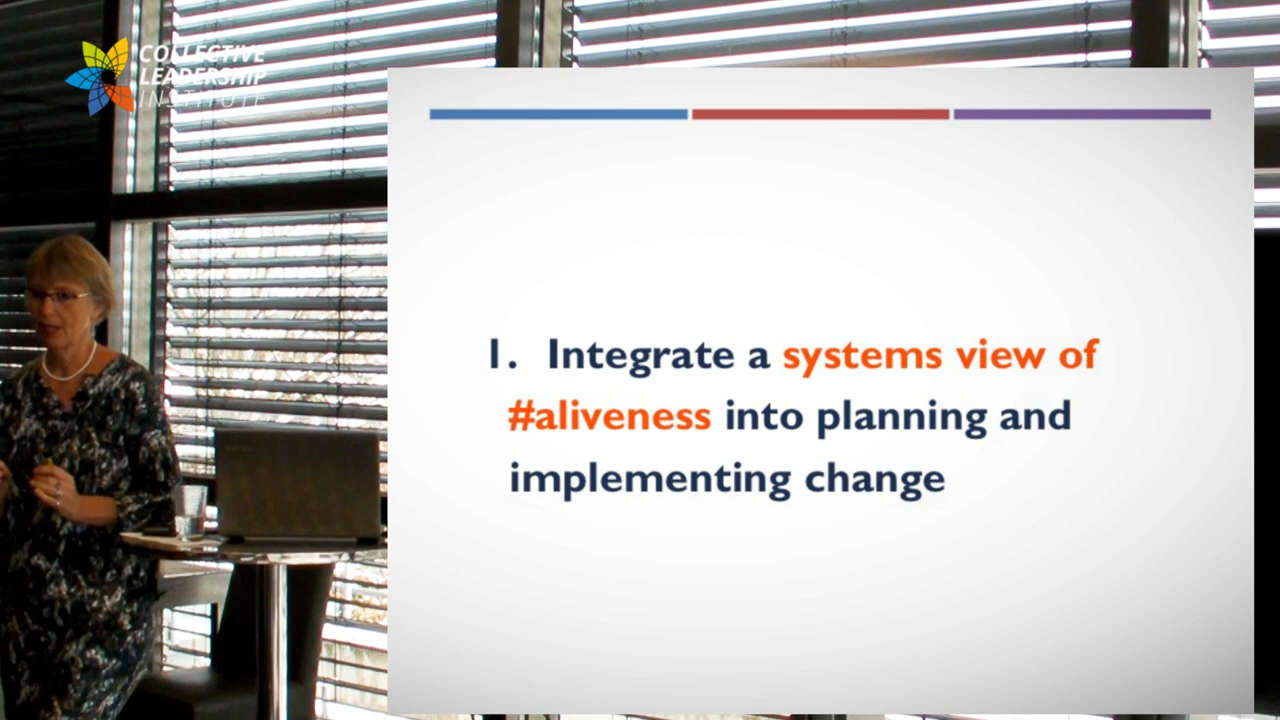 COLLECTIVE
LEADERSHIP
INSTITUTE
1. Integrate a systems view of
#aliveness into planning and
implementing change